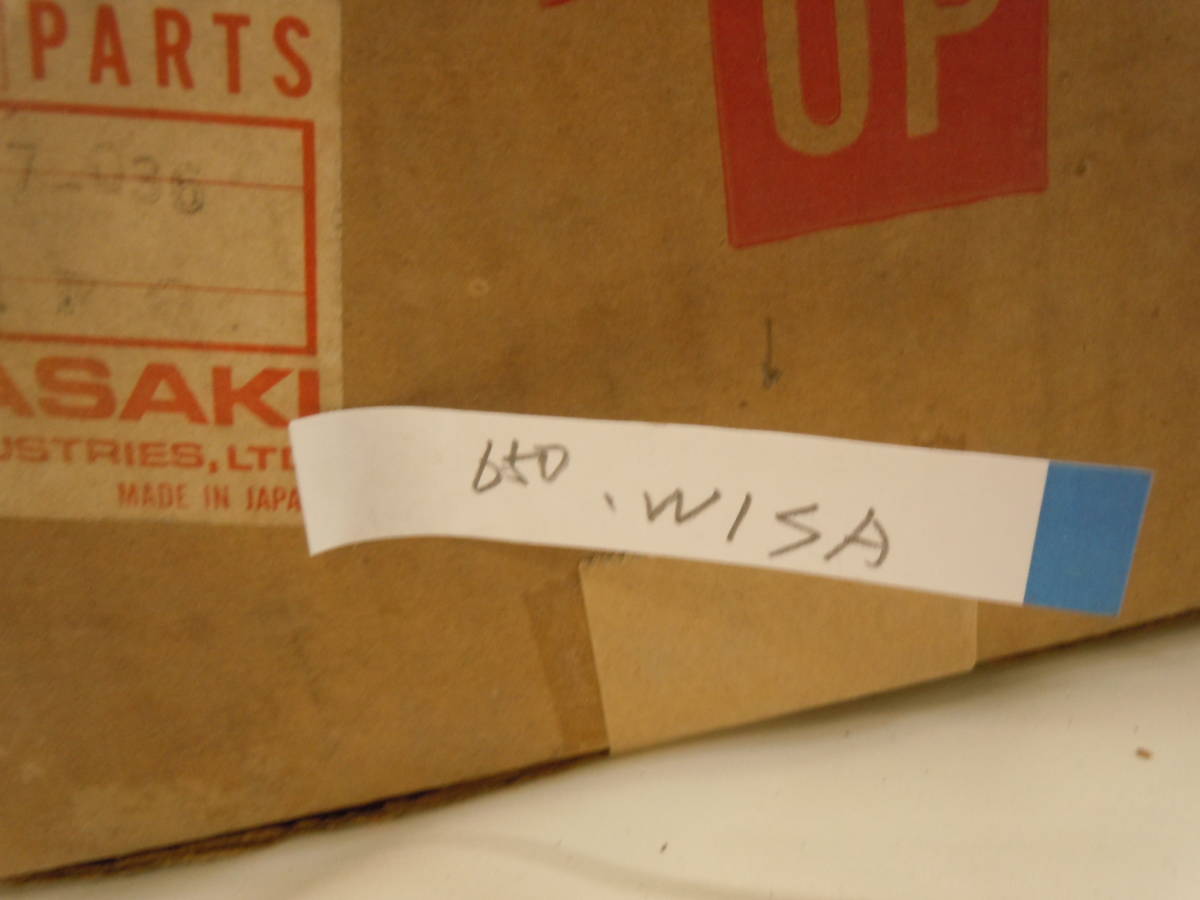 PARTS
7-036
ASAKI
USTRIES, LTD
MADE IN JAPA
UP
650 . W1SA